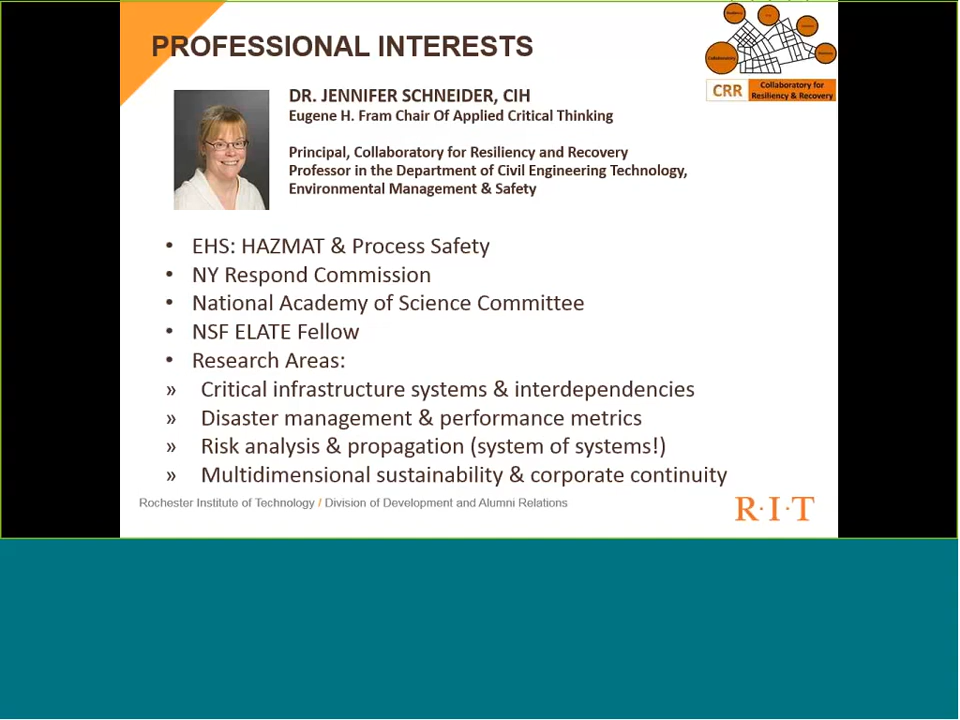 PROFESSIONAL INTERESTS
Collaboratory
CRR
Collaboratory for
Resiliency & Recovery
DR. JENNIFER SCHNEIDER, CIH
Eugene H. Fram Chair Of Applied Critical Thinking
Principal, Collaboratory for Resiliency and Recovery
Professor in the Department of Civil Engineering Technology,
Environmental Management & Safety
• EHS: HAZMAT & Process Safety
• NY Respond Commission
• National Academy of Science Committee
• NSF ELATE Fellow
• Research Areas:
» Critical infrastructure systems & interdependencies
» Disaster management & performance metrics
» Risk analysis & propagation (system of systems!)
» Multidimensional sustainability & corporate continuity
Rochester Institute of Technology / Division of Development and Alumni Relations
R·I·T